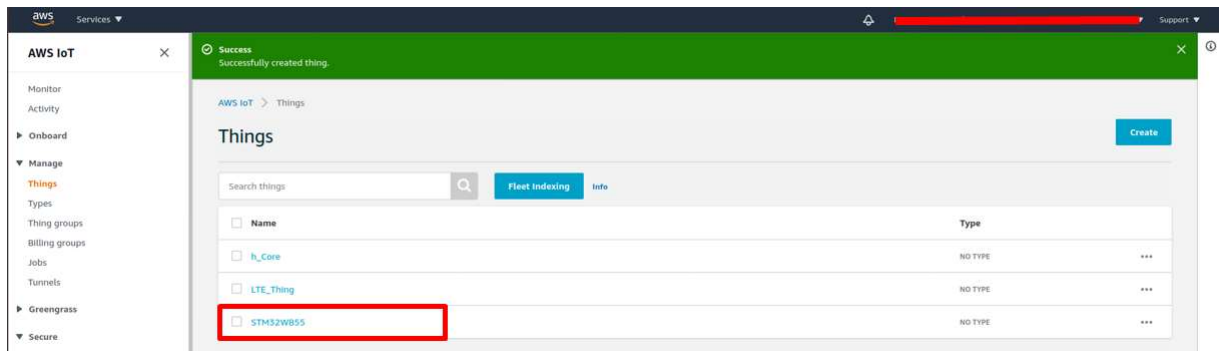 aws Services ▼ Support ▼
AWS IoT
Monitor
Activity
Onboard
Manage
Things
Types
Thing groups
Billing groups
Jobs
Tunnels
Greengrass
Secure
Success
Successfully created thing.
AWS IoT > Things
Things
Create
Search things
Fleet Indexing Info
Name Type
h_Core NO TYPE
LTE_Thing NO TYPE
STM32WB55 NO TYPE